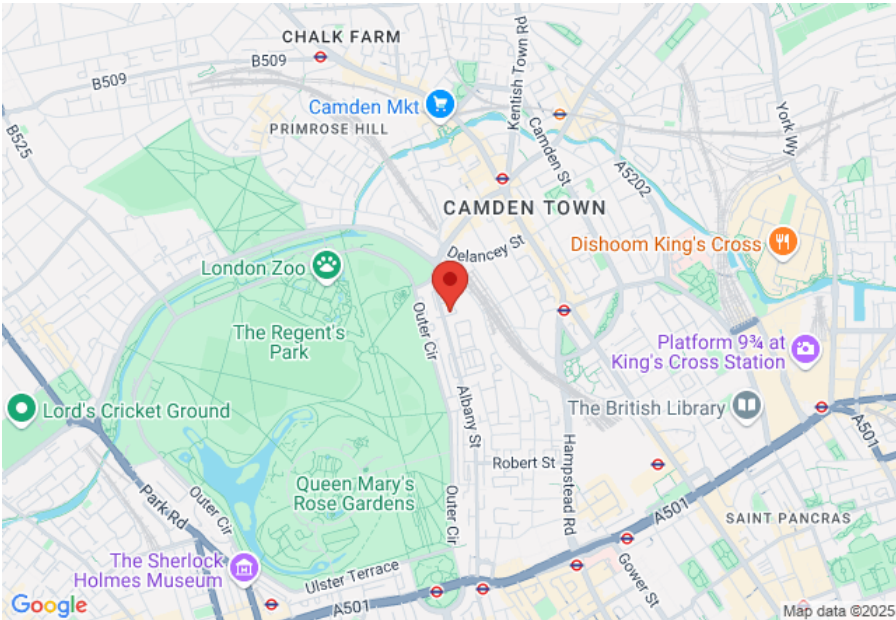 CHALK FARM
B509
B509
B525
Camden Mkt
PRIMROSE HILL
Kentish Town Rd
Camden St
A5202
York Wy
CAMDEN TOWN
Delancey St
Dishoom King's Cross
London Zoo
The Regent's
Park
Outer Cir
Platform 9¾ at
King's Cross Station
Lord's Cricket Ground
Albany St
The British Library
A501
Hampstead Rd
Robert St
Queen Mary's
Rose Gardens
Outer Cir
Park Rd
Outer Cir
A501
SAINT PANCRAS
The Sherlock
Holmes Museum
Ulster Terrace
Gower St
A501
Google
Map data ©2025